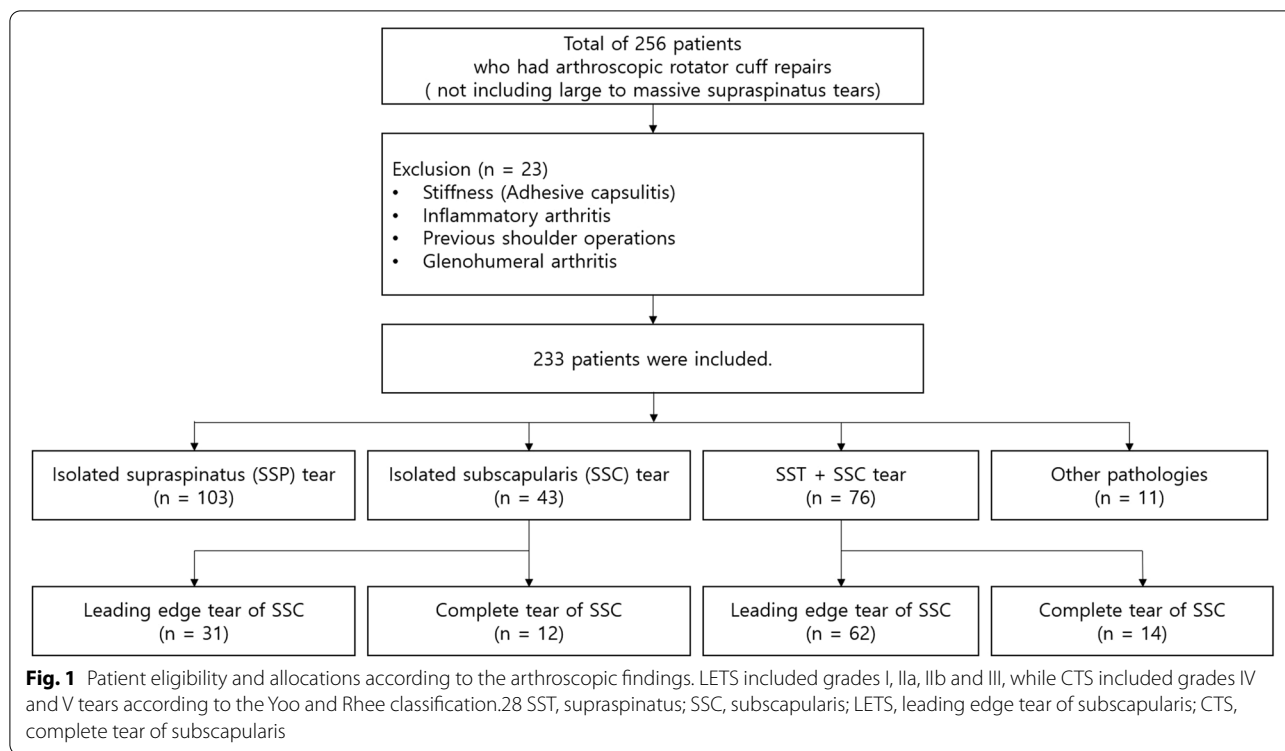 Total of 256 patients
who had arthroscopic rotator cuff repairs
( not including large to massive supraspinatus tears)
Exclusion (n = 23)
• Stiffness (Adhesive capsulitis)
• Inflammatory arthritis
• Previous shoulder operations
• Glenohumeral arthritis
233 patients were included.
Isolated supraspinatus (SSP) tear
(n = 103)
Isolated subscapularis (SSC) tear
(n = 43)
SST + SSC tear
(n = 76)
Other pathologies
(n = 11)
Leading edge tear of SSC
(n = 31)
Complete tear of SSC
(n = 12)
Leading edge tear of SSC
(n = 62)
Complete tear of SSC
(n = 14)
Fig. 1 Patient eligibility and allocations according to the arthroscopic findings. LETS included grades I, IIa, IIb and III, while CTS included grades IV
and V tears according to the Yoo and Rhee classification.28 SST, supraspinatus; SSC, subscapularis; LETS, leading edge tear of subscapularis; CTS,
complete tear of subscapularis